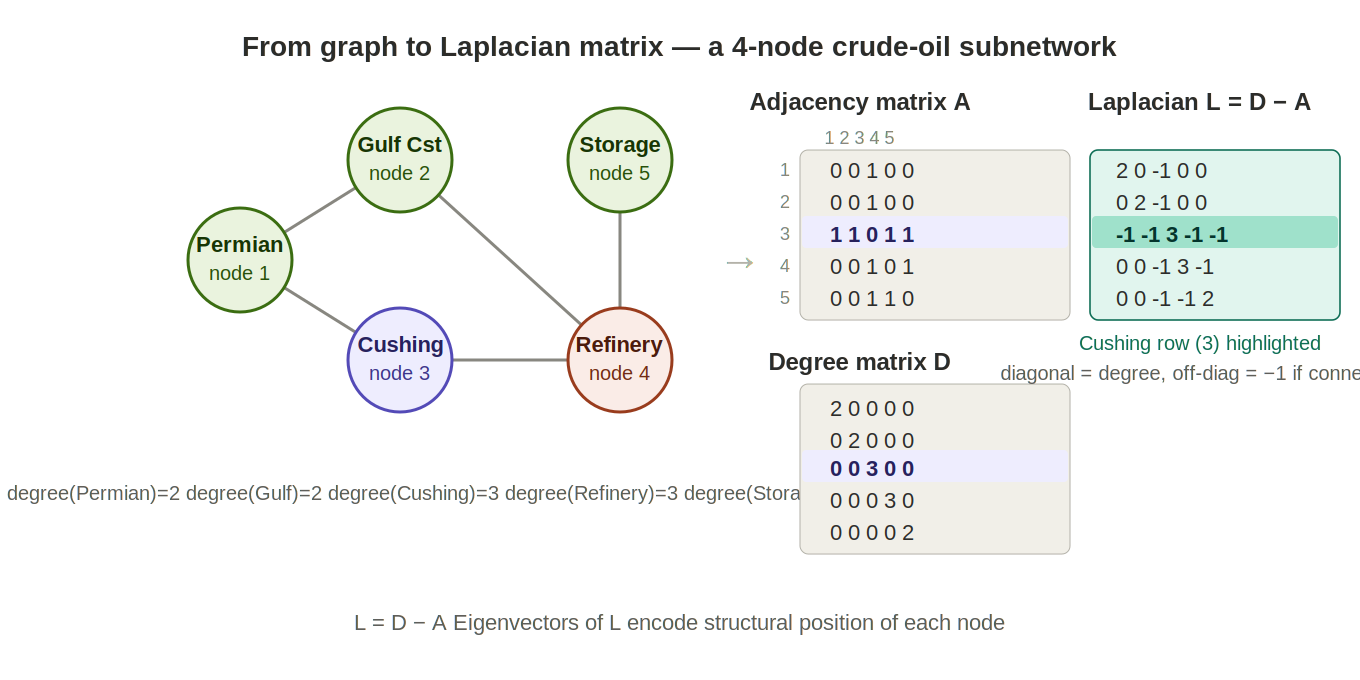 From graph to Laplacian matrix — a 4-node crude-oil subnetwork
Gulf Cst
node 2
Storage
node 5
Permian
node 1
Cushing
node 3
Refinery
node 4
→
Adjacency matrix A
1 2 3 4 5
1
0 0 1 0 0
2
0 0 1 0 0
3
1 1 0 1 1
4
0 0 1 0 1
5
0 0 1 1 0
Laplacian L = D − A
2 0 -1 0 0
0 2 -1 0 0
-1 -1 3 -1 -1
0 0 -1 3 -1
0 0 -1 -1 2
Cushing row (3) highlighted
diagonal = degree, off-diag = −1 if conne
Degree matrix D
2 0 0 0 0
0 2 0 0 0
0 0 3 0 0
0 0 0 3 0
0 0 0 0 2
degree(Permian)=2 degree(Gulf)=2 degree(Cushing)=3 degree(Refinery)=3 degree(Stora
L = D − A Eigenvectors of L encode structural position of each node